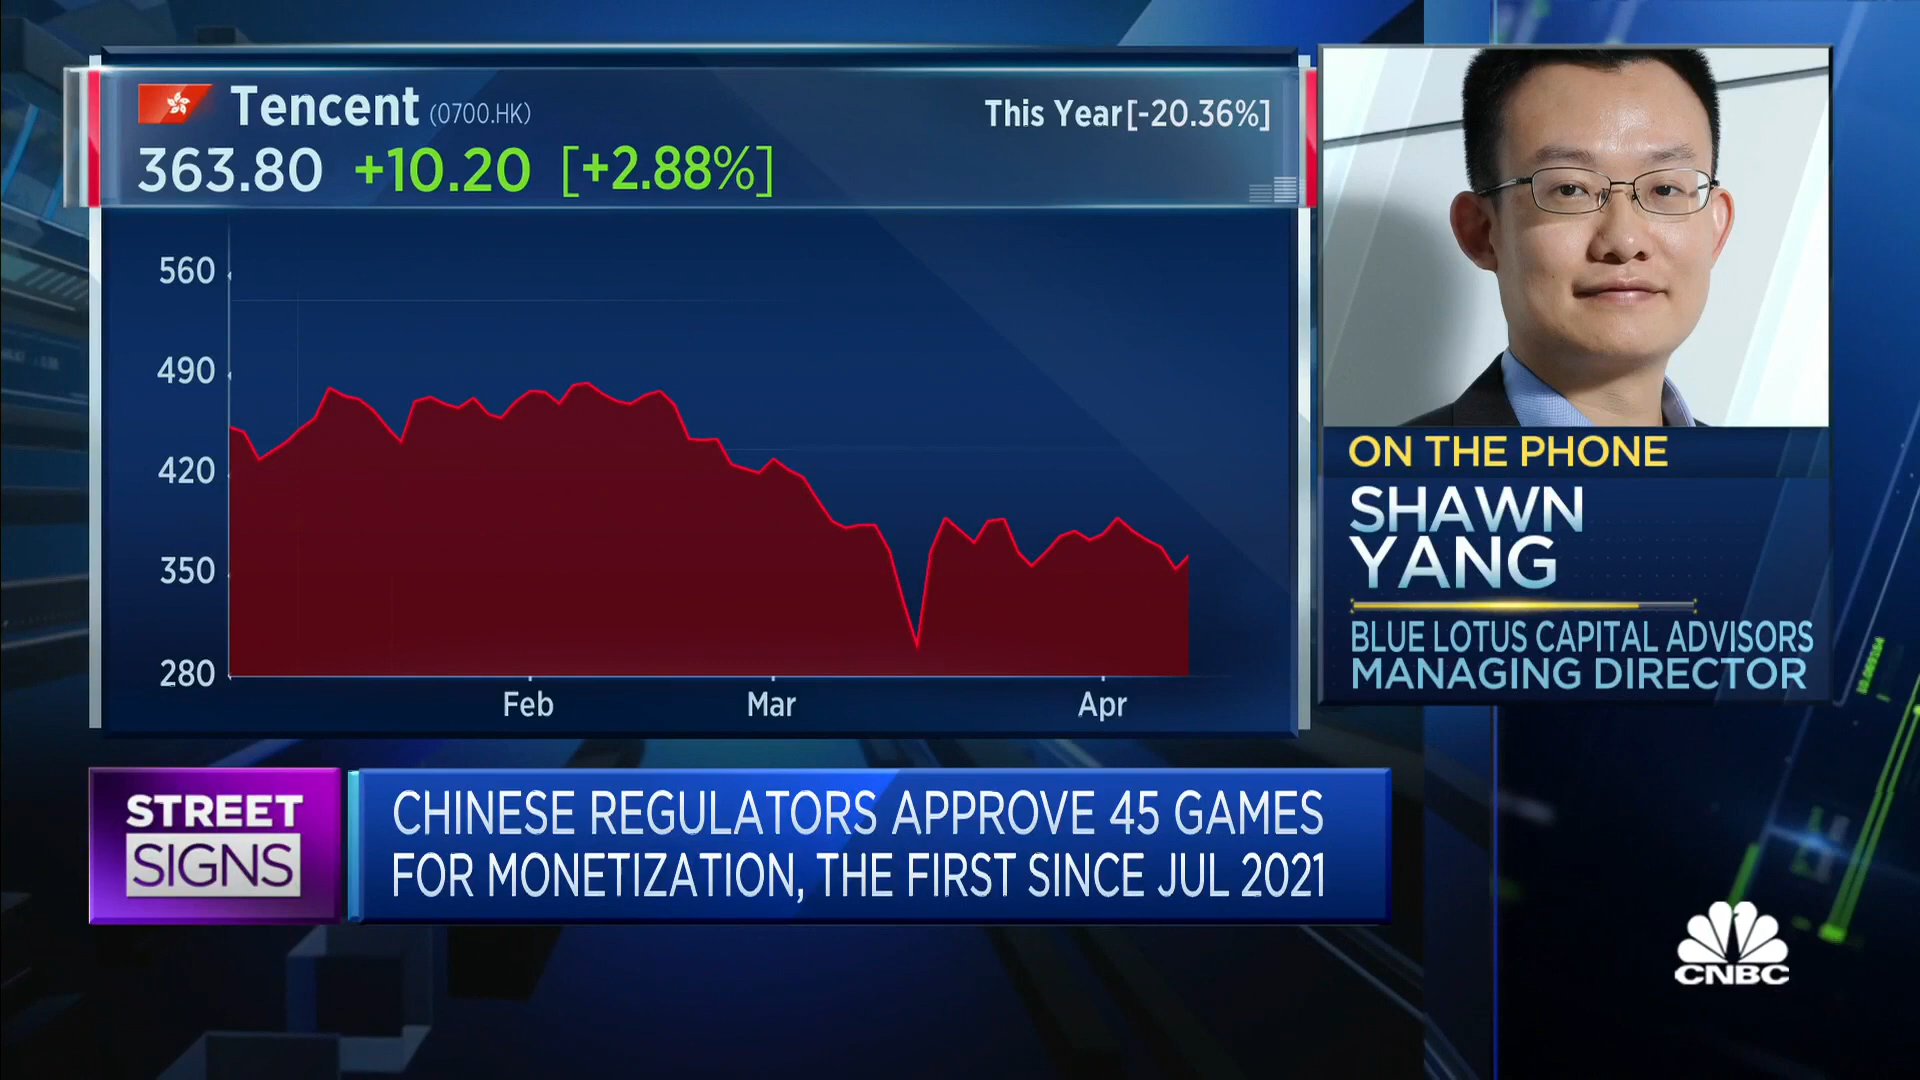 Tencent (0700.HK)
This Year [-20.36%]
363.80 +10.20 [+2.88%]
560
490
420
350
280
Feb
Mar
Apr
ON THE PHONE
SHAWN
YANG
BLUE LOTUS CAPITAL ADVISORS
MANAGING DIRECTOR
STREET
SIGNS
CHINESE REGULATORS APPROVE 45 GAMES
FOR MONETIZATION, THE FIRST SINCE JUL 2021
CNBC